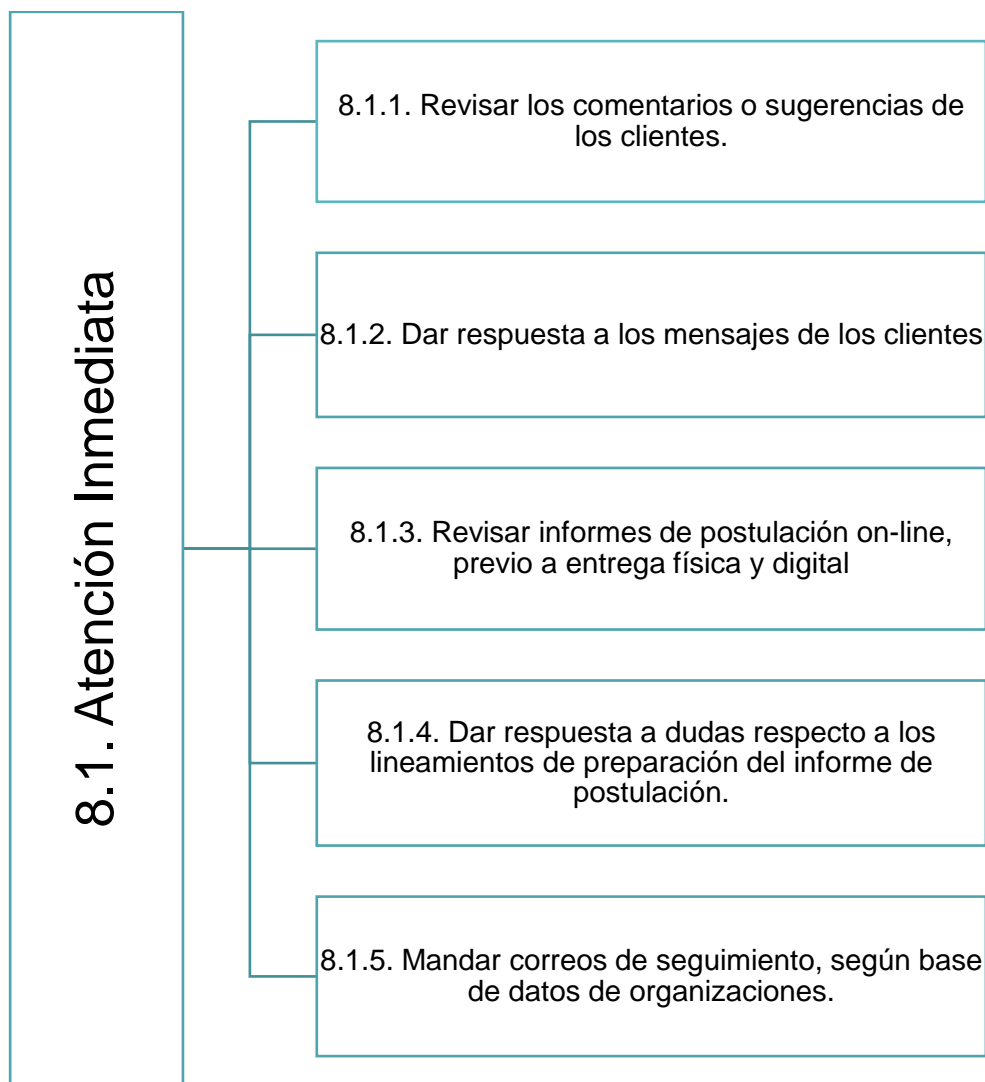 8.1. Atención Inmediata
8.1.1. Revisar los comentarios o sugerencias de
los clientes.
8.1.2. Dar respuesta a los mensajes de los clientes
8.1.3. Revisar informes de postulación on-line,
previo a entrega física y digital
8.1.4. Dar respuesta a dudas respecto a los
lineamientos de preparación del informe de
postulación.
8.1.5. Mandar correos de seguimiento, según base
de datos de organizaciones.